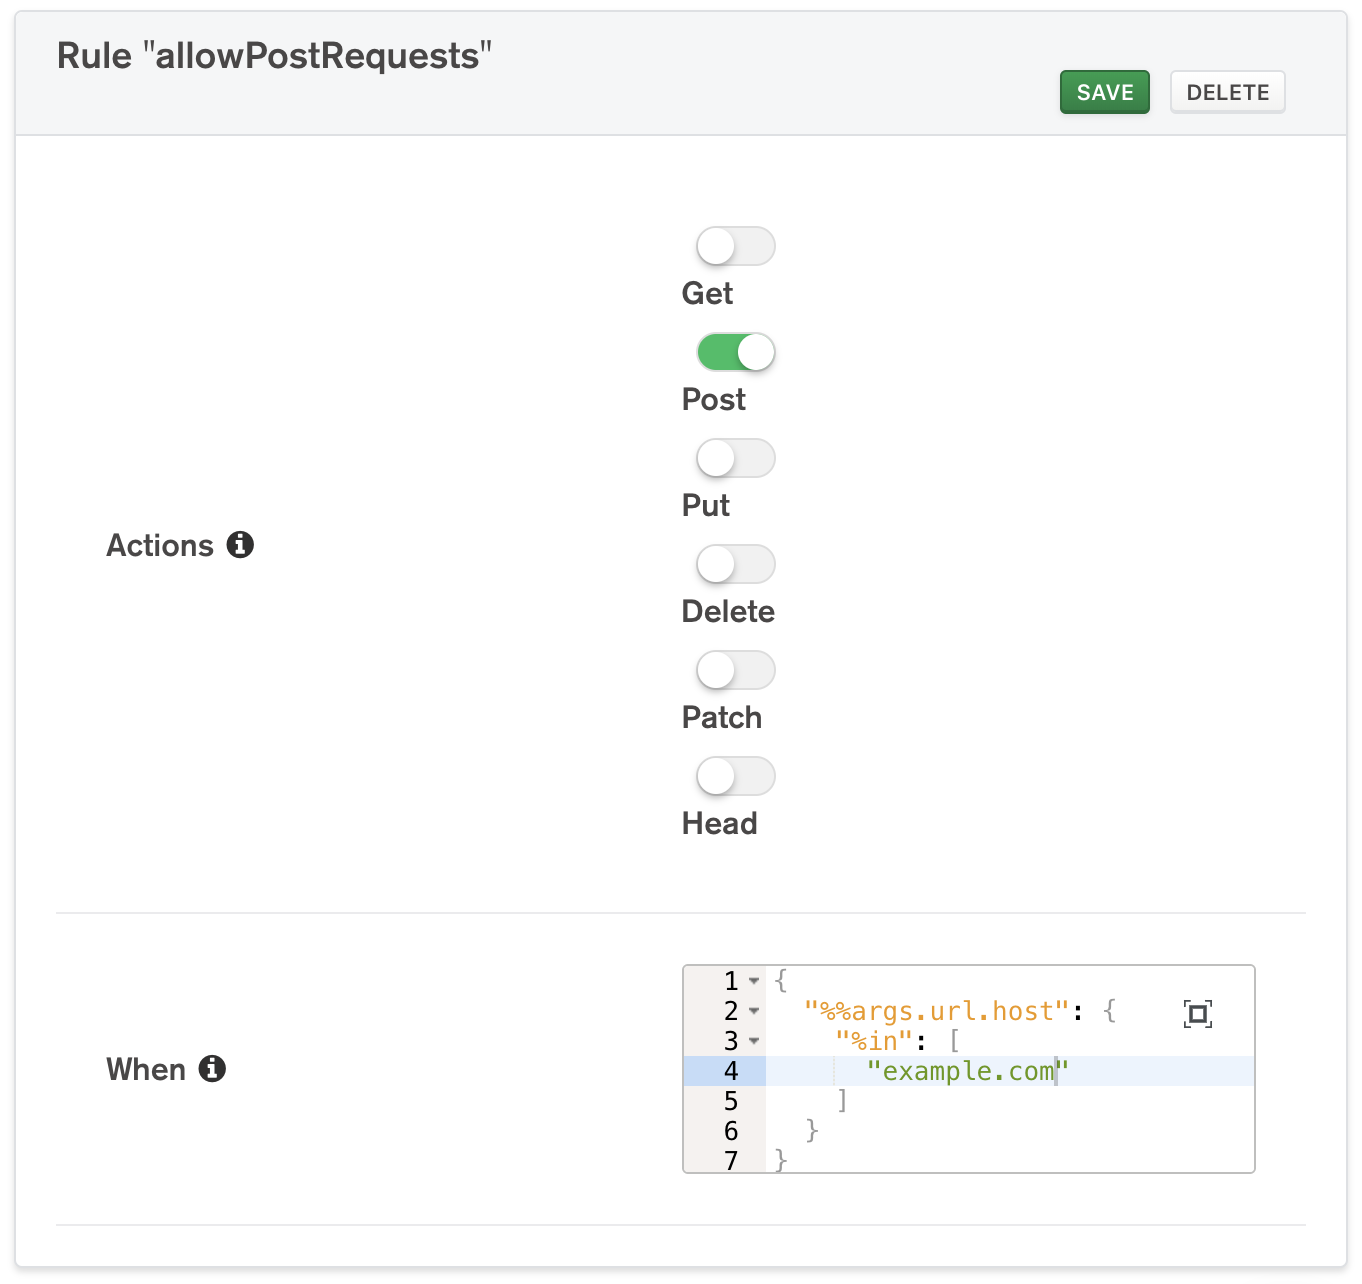 Rule "allowPostRequests"
SAVE
DELETE
Get
Post
Put
Delete
Patch
Head
Actions
When
1 {
2 "%%args.url.host": {
3 "%in": [
4 "example.com"
5 ]
6 }
7 }